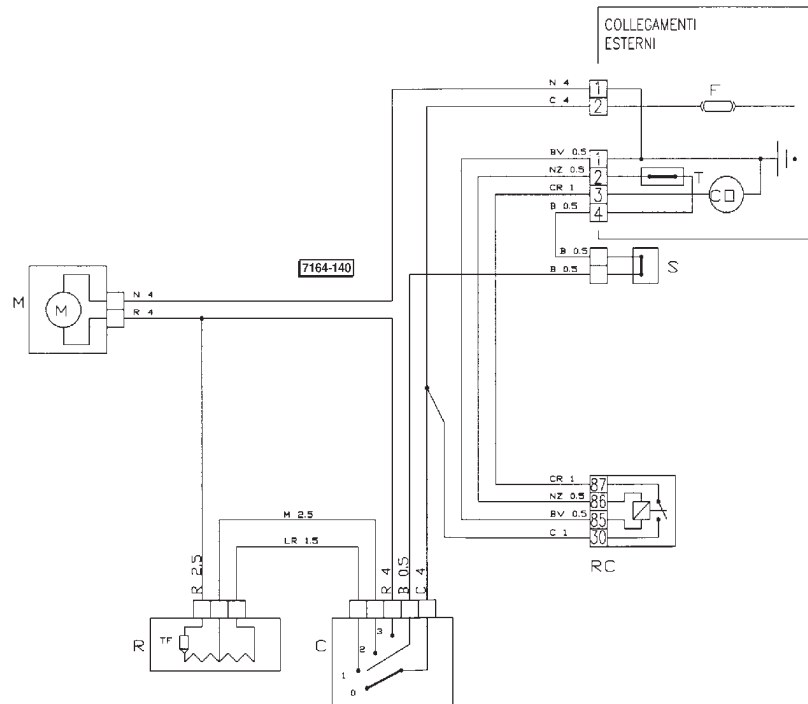 COLLEGAMENTI
ESTERNI
N 4
1
F
C 4
2
BV 0.5
1
NZ 0.5
2
T
CR 1
3
C
B 0.5
4
B 0.5
B 0.5
S
7164-140
M
M
N 4
R 4
CR 1
87
NZ 0.5
86
BV 0.5
85
C 1
30
RC
M 2.5
LR 1.5
R 2.5
R 4
B 0.5
C 4
R
TF
C
3
2
1
0